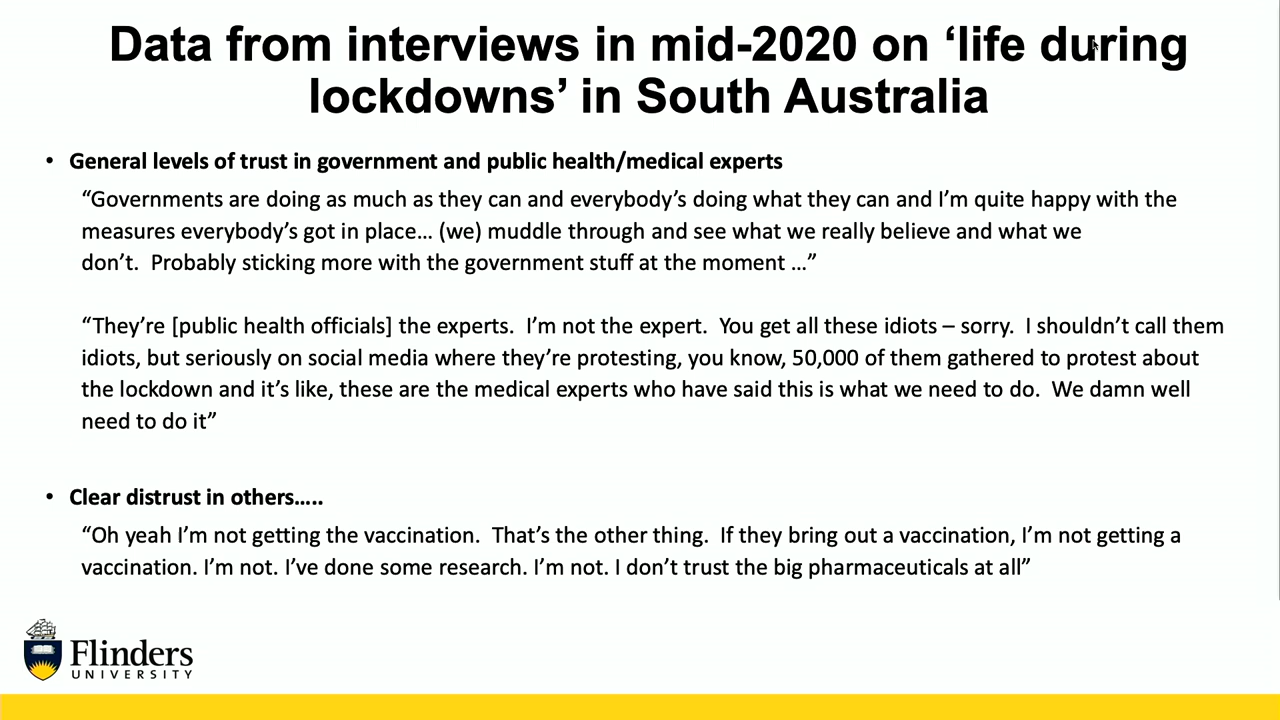 Data from interviews in mid-2020 on ‘life during
lockdowns’ in South Australia
• General levels of trust in government and public health/medical experts
“Governments are doing as much as they can and everybody’s doing what they can and I’m quite happy with the
measures everybody’s got in place… (we) muddle through and see what we really believe and what we
don’t.  Probably sticking more with the government stuff at the moment …”
“They’re [public health officials] the experts.  I’m not the expert.  You get all these idiots – sorry.  I shouldn’t call them
idiots, but seriously on social media where they’re protesting, you know, 50,000 of them gathered to protest about
the lockdown and it’s like, these are the medical experts who have said this is what we need to do.  We damn well
need to do it”
• Clear distrust in others…..
“Oh yeah I’m not getting the vaccination.  That’s the other thing.  If they bring out a vaccination, I’m not getting a
vaccination. I’m not. I’ve done some research. I’m not. I don’t trust the big pharmaceuticals at all”
Flinders
UNIVERSITY